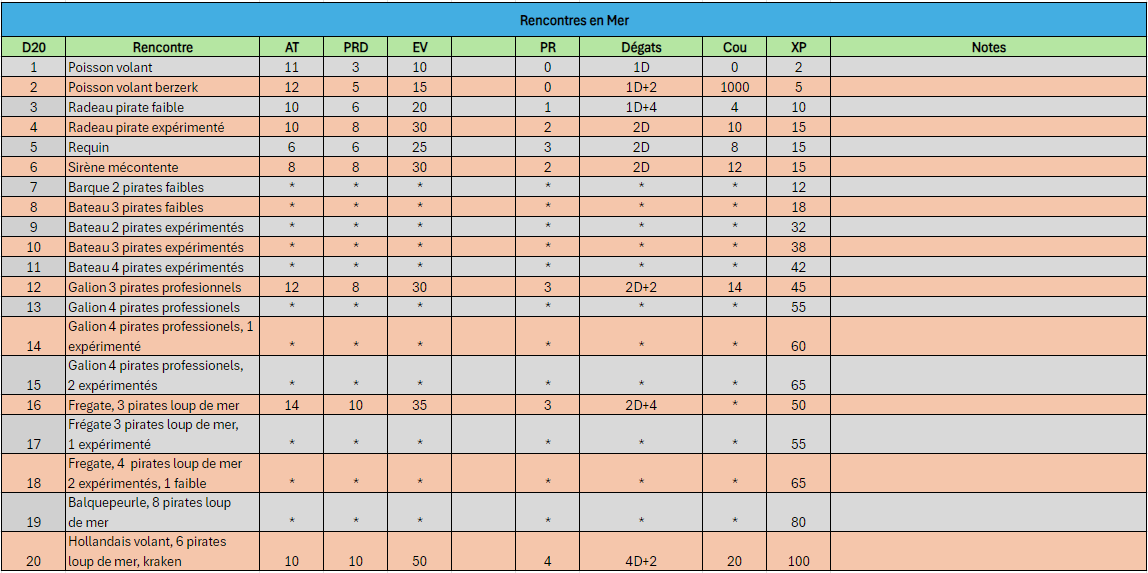 Rencontres en Mer
D20 Rencontre AT PRD EV PR Dégats Cou XP Notes
1 Poisson volant 11 3 10 0 1D 0 2
2 Poisson volant berzerk 12 5 15 0 1D+2 1000 5
3 Radeau pirate faible 10 6 20 1 1D+4 4 10
4 Radeau pirate expérimenté 10 8 30 2 2D 10 15
5 Requin 6 6 25 3 2D 8 15
6 Sirène mécontente 8 8 30 2 2D 12 15
7 Barque 2 pirates faibles * * * * * * 12
8 Bateau 3 pirates faibles * * * * * * 18
9 Bateau 2 pirates expérimentés * * * * * * 32
10 Bateau 3 pirates expérimentés * * * * * * 38
11 Bateau 4 pirates expérimentés * * * * * * 42
12 Galion 3 pirates profesionnels 12 8 30 3 2D+2 14 45
13 Galion 4 pirates professionels * * * * * * 55
Galion 4 pirates professionels, 1
14 expérimenté * * * * * * 60
Galion 4 pirates professionels,
15 2 expérimentés * * * * * * 65
16 Fregate, 3 pirates loup de mer 14 10 35 3 2D+4 * 50
Frégate 3 pirates loup de mer,
17 1 expérimenté * * * * * * 55
Fregate, 4 pirates loup de mer
18 2 expérimentés, 1 faible * * * * * * 65
Balquepeurle, 8 pirates loup
19 de mer * * * * * * 80
Hollandais volant, 6 pirates
20 loup de mer, kraken 10 10 50 4 4D+2 20 100